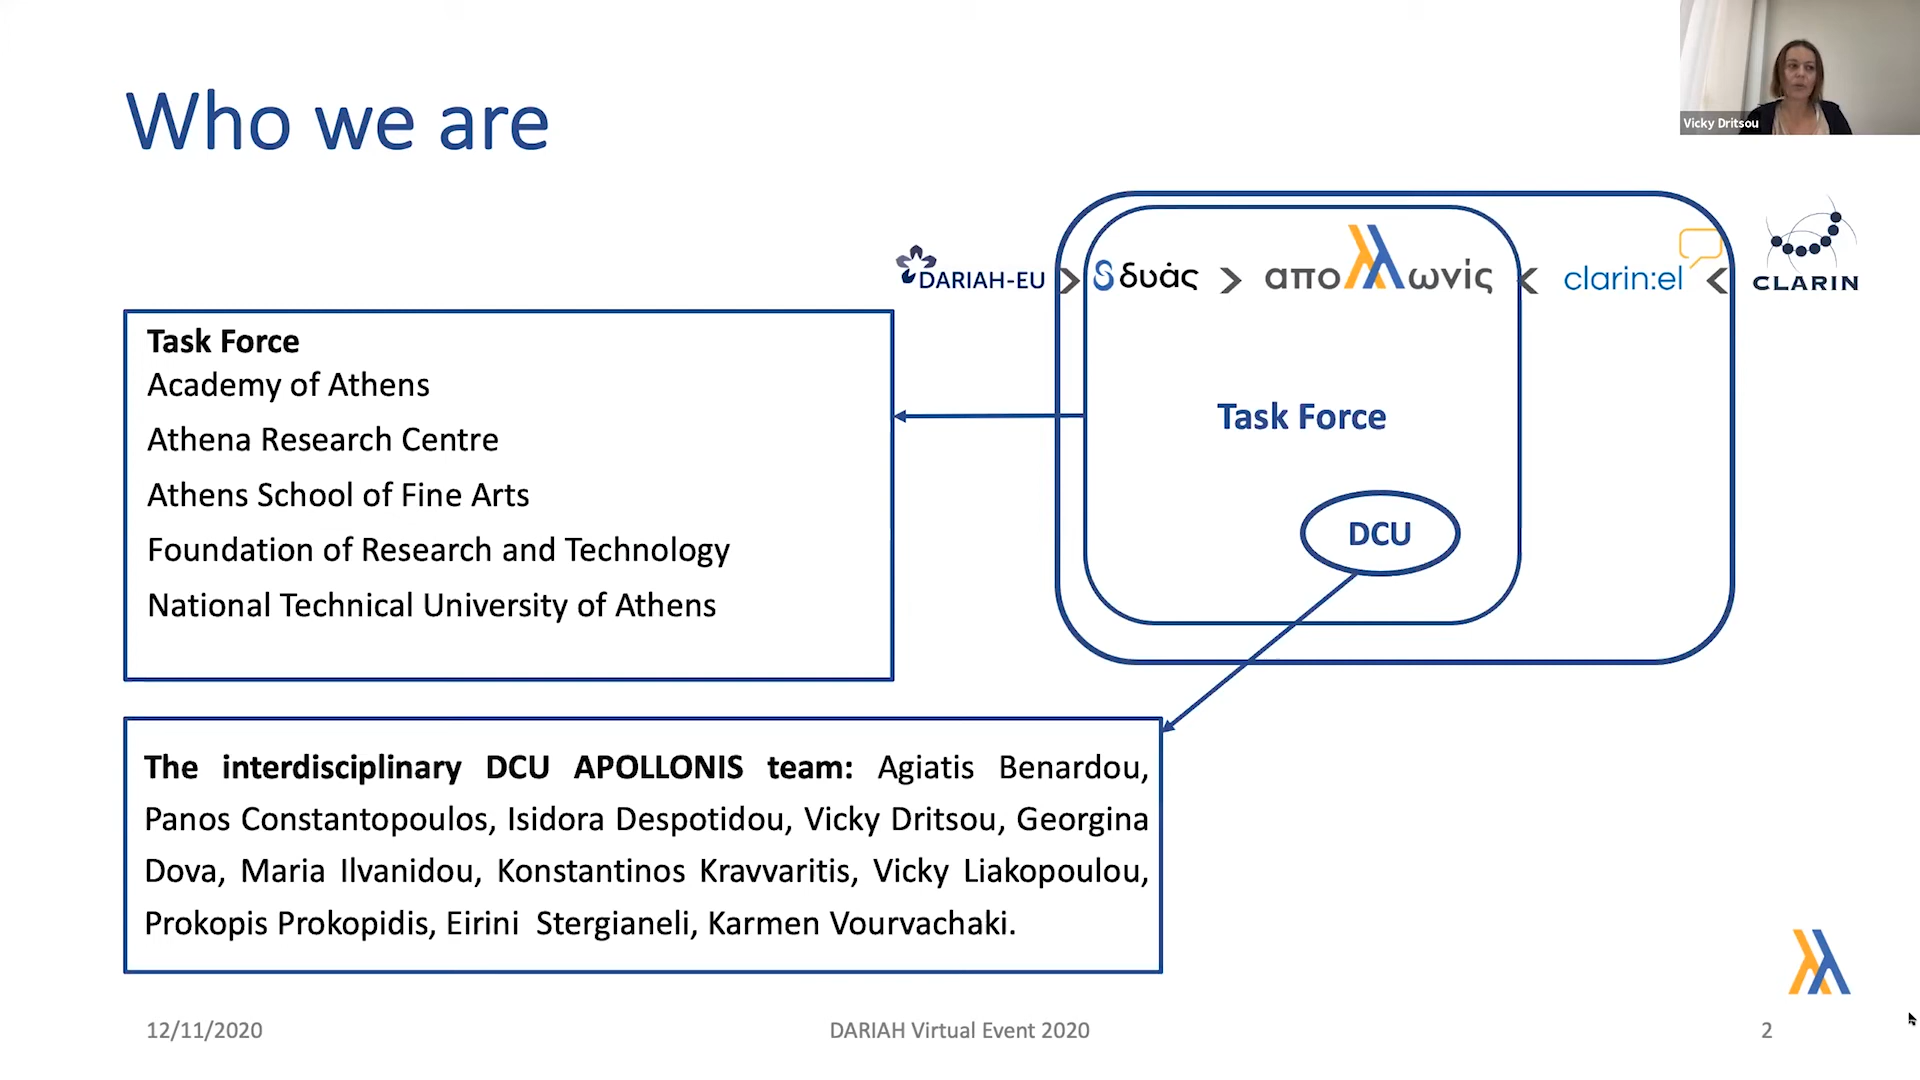 Who we are
Vicky Dritsou
DARIAH-EU > δυάς > απολλωνίς < clarin:el < CLARIN
Task Force
Academy of Athens
Athena Research Centre
Athens School of Fine Arts
Foundation of Research and Technology
National Technical University of Athens
Task Force
DCU
The interdisciplinary DCU APOLLONIS team: Agiatis Benardou,
Panos Constantopoulos, Isidora Despotidou, Vicky Dritsou, Georgina
Dova, Maria Ilvanidou, Konstantinos Kravvaritis, Vicky Liakopoulou,
Prokopis Prokopidis, Eirini Stergianeli, Karmen Vourvachaki.
12/11/2020
DARIAH Virtual Event 2020
2